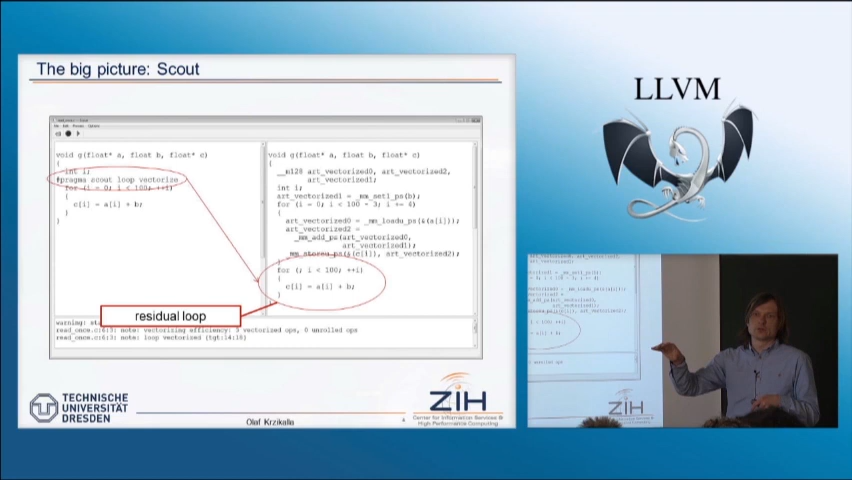 The big picture: Scout
void g(float* a, float b, float* c)
{
int i;
#pragma scout loop vectorize
for (i = 0; i < 100; ++i)
{
c[i] = a[i] + b;
}
}
void g(float* a, float b, float* c)
{
__m128 art_vectorized0, art_vectorized2,
art_vectorized1;
int i;
art_vectorized1 = _mm_set1_ps(b);
for (i = 0; i < 100 - 3; i += 4)
{
art_vectorized0 = _mm_loadu_ps(&(a[i]));
art_vectorized2 =
_mm_add_ps(art_vectorized0,
art_vectorized1);
_mm_storeu_ps(&(c[i]), art_vectorized2);
}
for (; i < 100; ++i)
{
c[i] = a[i] + b;
}
residual loop
warning:
read_once.c:6:3: note: vectorizing efficiency: 3 vectorized ops, 0 unrolled ops
read_once.c:6:3: note: loop vectorized (tgt:14:18)
TECHNISCHE
UNIVERSITÄT
DRESDEN
Olaf Krzikalla
ZIH
Center for Information Services &
High Performance Computing
LLVM
ZIH